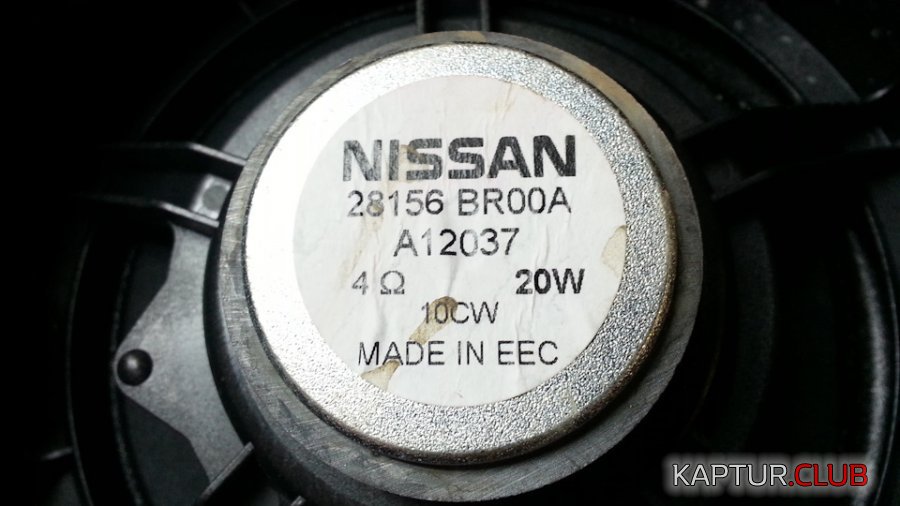 NISSAN
28156 BR00A
A12037
4 Ω 20W
10CW
MADE IN EEC
KAPTUR.CLUB